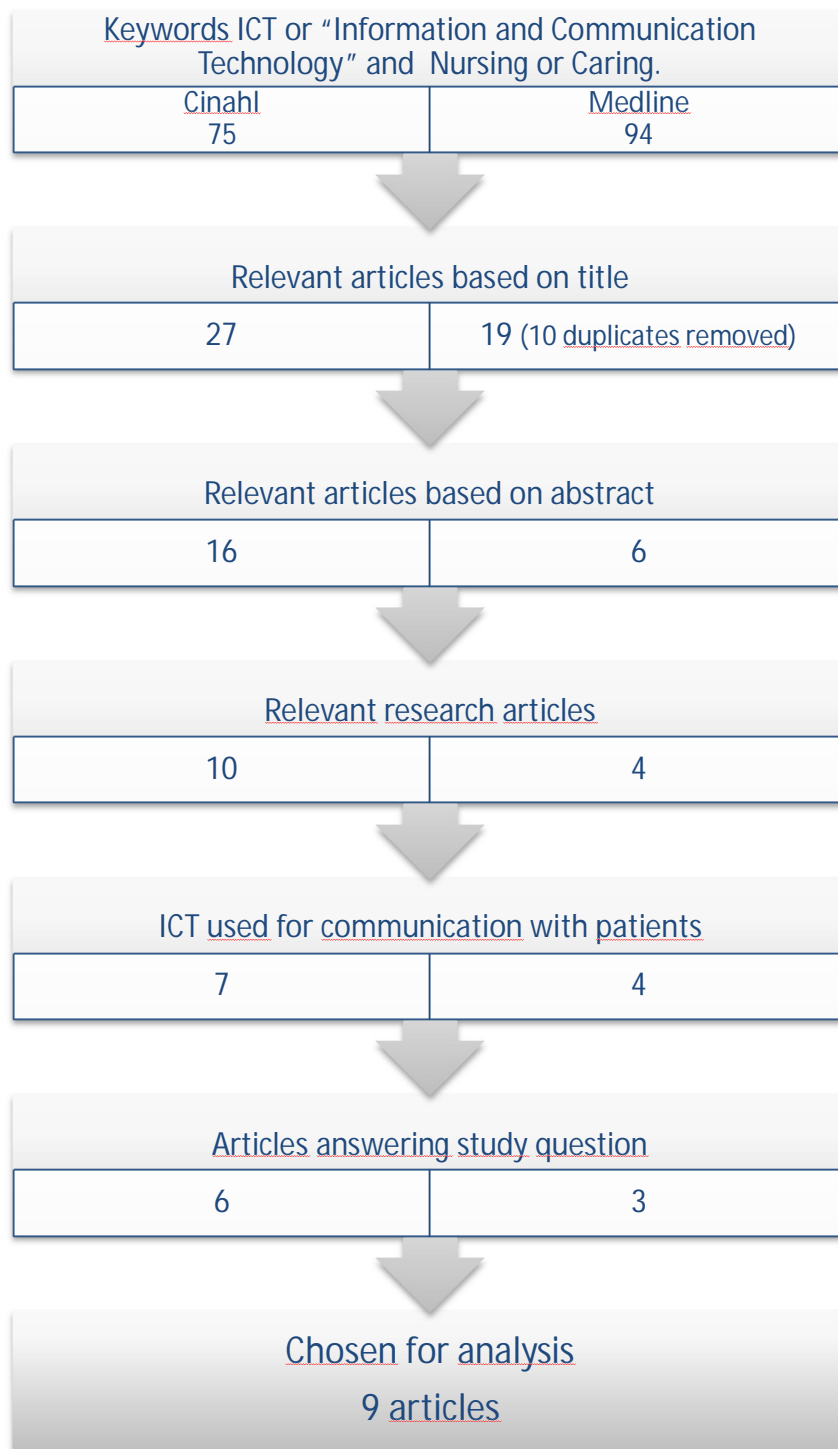 Keywords ICT or “Information and Communication
Technology” and Nursing or Caring.
Cinahl
75
Medline
94
Relevant articles based on title
27
19 (10 duplicates removed)
Relevant articles based on abstract
16
6
Relevant research articles
10
4
ICT used for communication with patients
7
4
Articles answering study question
6
3
Chosen for analysis
9 articles